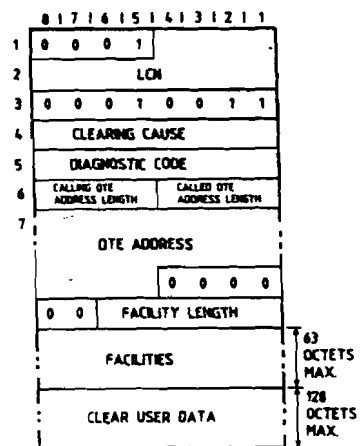 8 7 6 5 4 3 2 1
1 0 0 0 1
2 LCN
3 0 0 0 1 0 0 1 1
4 CLEARING CAUSE
5 DIAGNOSTIC CODE
6 CALLING DTE ADDRESS LENGTH CALLED DTE ADDRESS LENGTH
7
DTE ADDRESS
0 0 0 0
0 0 FACILITY LENGTH
FACILITIES
63 OCTETS MAX.
CLEAR USER DATA
128 OCTETS MAX.